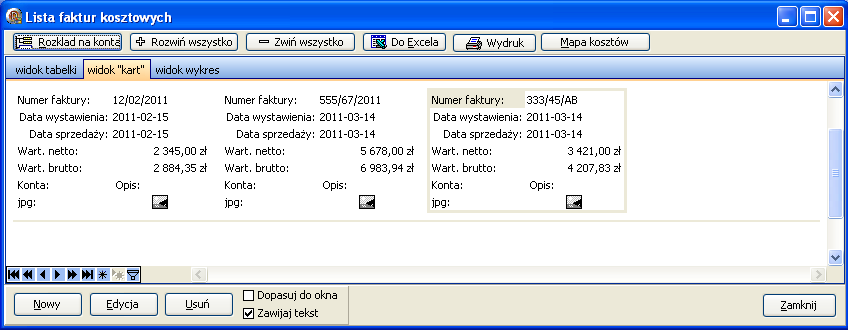 Lista faktur kosztowych
Rozkład na konta Rozwiń wszystko Zwiń wszystko Do Excela Wydruk Mapa kosztów
widok tabelki widok "kart" widok wykres
Numer faktury: 12/02/2011 Numer faktury: 555/67/2011 Numer faktury: 333/45/AB
Data wystawienia: 2011-02-15 Data wystawienia: 2011-03-14 Data wystawienia: 2011-03-14
Data sprzedaży: 2011-02-15 Data sprzedaży: 2011-03-14 Data sprzedaży: 2011-03-14
Wart. netto: 2 345,00 zł Wart. netto: 5 678,00 zł Wart. netto: 3 421,00 zł
Wart. brutto: 2 884,35 zł Wart. brutto: 6 983,94 zł Wart. brutto: 4 207,83 zł
Konta: Opis: Konta: Opis: Konta: Opis:
jpg: jpg: jpg:
Nowy Edycja Usuń Dopasuj do okna Zamknij
Zawijaj tekst